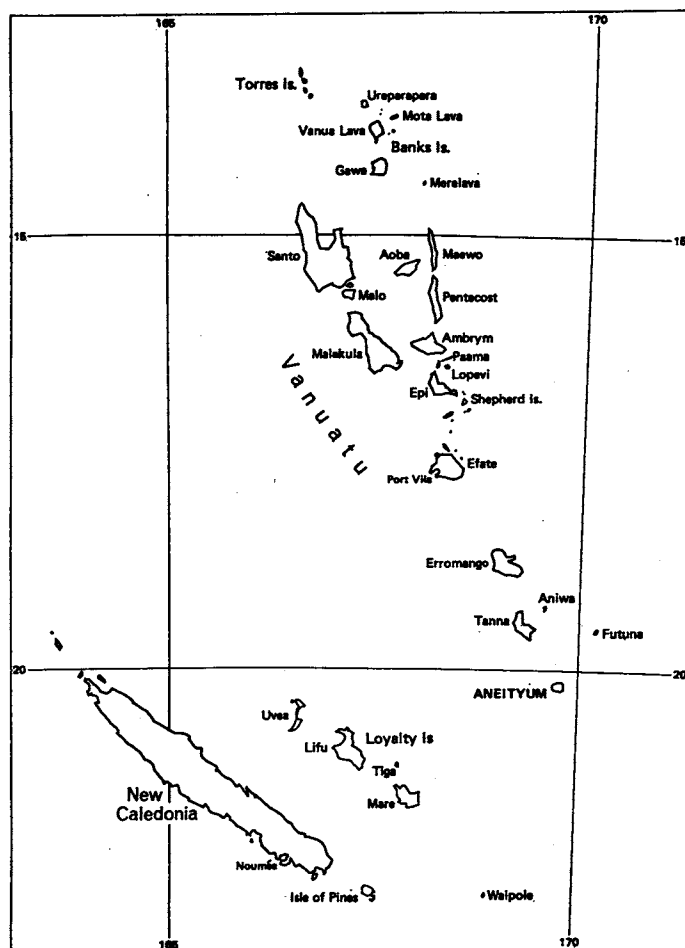 165
170
Torres Is.
Ureparapara
Mota Lava
Vanua Lava
Banks Is.
Gawa
Merelava
15
15
Santo
Aoba
Maewo
Malo
Pentacost
Malakula
Ambrym
Paama
Lopevi
Epi
Shepherd Is.
Vanuatu
Efate
Port Vila
Erromango
Aniwa
Tanna
Futuna
20
20
ANEITYUM
Uvea
Lifu
Loyalty Is
Tiga
Mare
New
Caledonia
Nouméa
Isle of Pines
Walpole
165
170